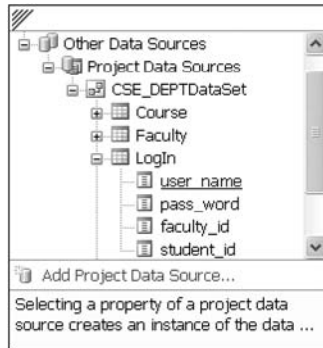 Other Data Sources
Project Data Sources
CSE_DEPTDataSet
Course
Faculty
LogIn
user_name
pass_word
faculty_id
student_id
Add Project Data Source...
Selecting a property of a project data
source creates an instance of the data ...